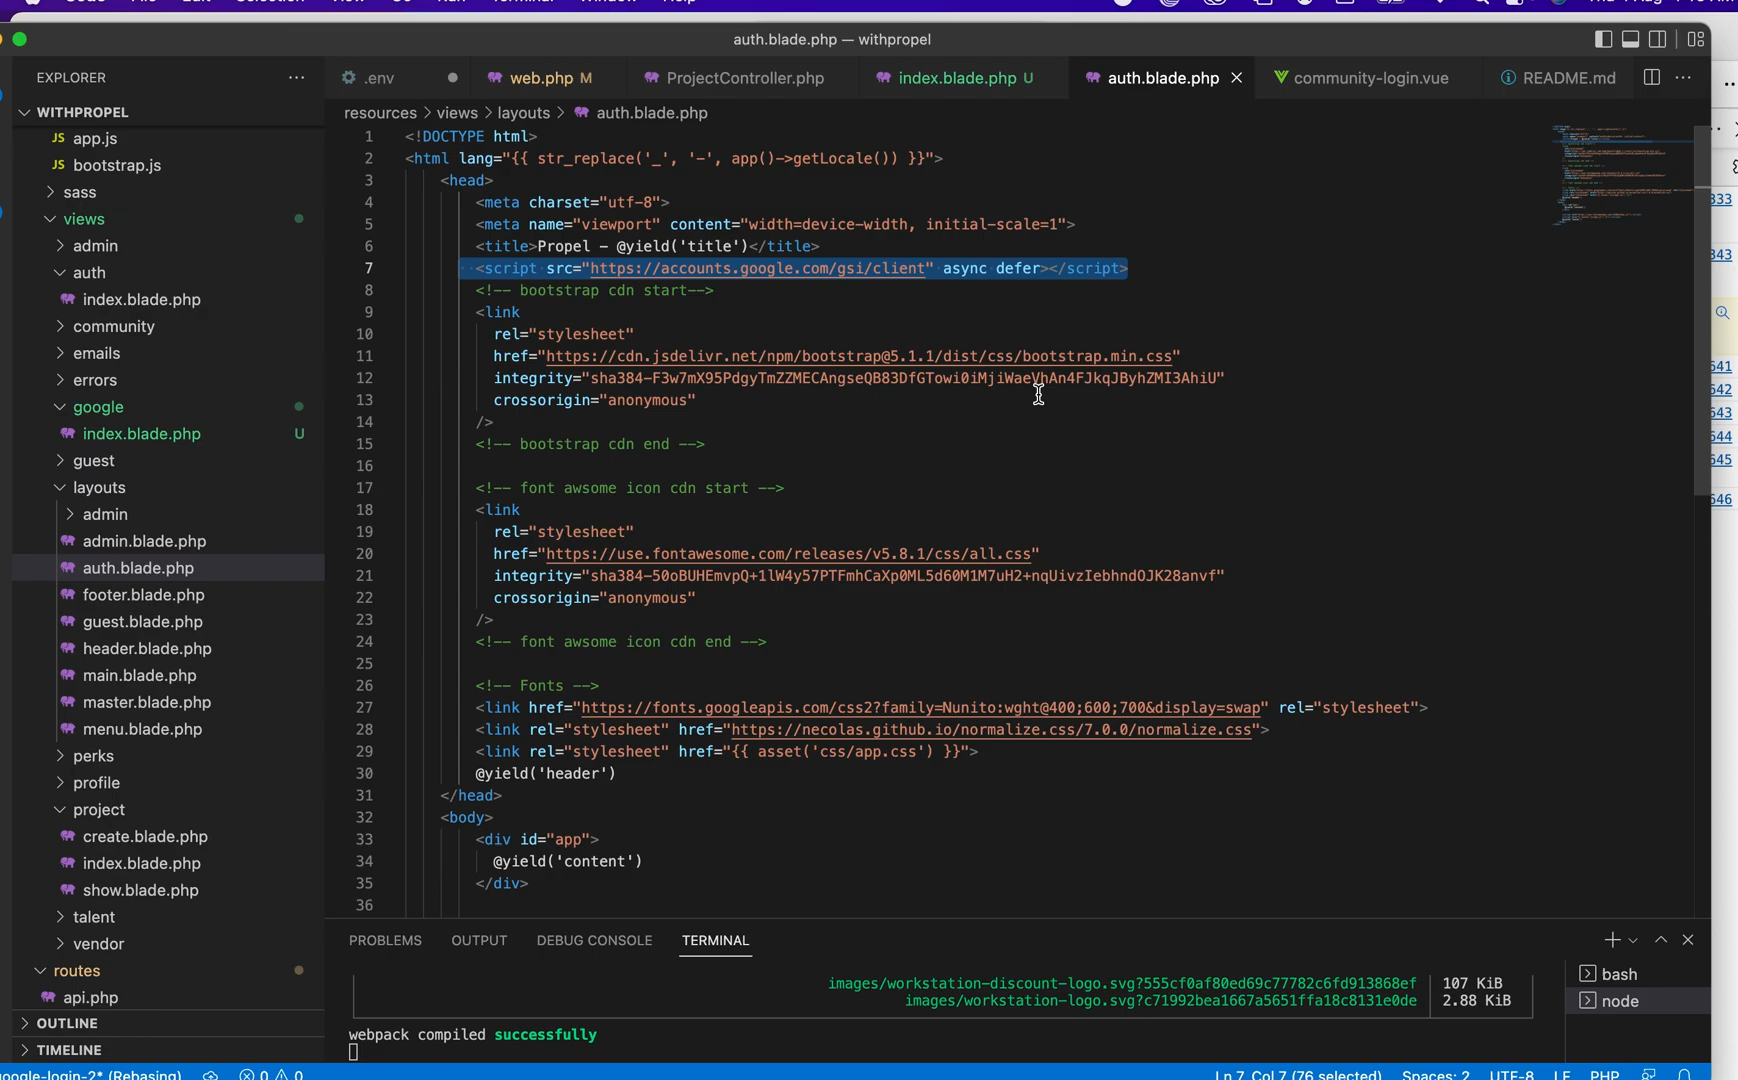 auth.blade.php — withpropel
EXPLORER
.env
web.php M
ProjectController.php
index.blade.php U
auth.blade.php
community-login.vue
README.md
WITHPROPEL
app.js
bootstrap.js
sass
views
admin
auth
index.blade.php
community
emails
errors
google
index.blade.php U
guest
layouts
admin
admin.blade.php
auth.blade.php
footer.blade.php
guest.blade.php
header.blade.php
main.blade.php
master.blade.php
menu.blade.php
perks
profile
project
create.blade.php
index.blade.php
show.blade.php
talent
vendor
routes
api.php
OUTLINE
TIMELINE
resources > views > layouts > auth.blade.php
1 <!DOCTYPE html>
2 <html lang="{{ str_replace('_', '-', app()->getLocale()) }}">
3 <head>
4 <meta charset="utf-8">
5 <meta name="viewport" content="width=device-width, initial-scale=1">
6 <title>Propel – @yield('title')</title>
7 <script src="https://accounts.google.com/gsi/client" async defer></script>
8 <!-- bootstrap cdn start-->
9 <link
10 rel="stylesheet"
11 href="https://cdn.jsdelivr.net/npm/bootstrap@5.1.1/dist/css/bootstrap.min.css"
12 integrity="sha384-F3w7mX95PdgyTmZZMECAngseQB83DfGTowi0iMjiWaeVhAn4FJkqJByhZMI3AhiU"
13 crossorigin="anonymous"
14 />
15 <!-- bootstrap cdn end -->
16
17 <!-- font awsome icon cdn start -->
18 <link
19 rel="stylesheet"
20 href="https://use.fontawesome.com/releases/v5.8.1/css/all.css"
21 integrity="sha384-50oBUHEmvpQ+1lW4y57PTFmhCaXp0ML5d60M1M7uH2+nqUivzIebhndOJK28anvf"
22 crossorigin="anonymous"
23 />
24 <!-- font awsome icon cdn end -->
25
26 <!-- Fonts -->
27 <link href="https://fonts.googleapis.com/css2?family=Nunito:wght@400;600;700&display=swap" rel="stylesheet">
28 <link rel="stylesheet" href="https://necolas.github.io/normalize.css/7.0.0/normalize.css">
29 <link rel="stylesheet" href="{{ asset('css/app.css') }}">
30 @yield('header')
31 </head>
32 <body>
33 <div id="app">
34 @yield('content')
35 </div>
36
333
343
641
642
643
644
645
646
PROBLEMS OUTPUT DEBUG CONSOLE TERMINAL
images/workstation-discount-logo.svg?555cf0af80ed69c77782c6fd913868ef 107 KiB
images/workstation-logo.svg?c71992bea1667a5651ffa18c8131e0de 2.88 KiB
webpack compiled successfully
bash
node
google-login-2* (Rebasing) 0 0 Ln 7, Col 7 (76 selected) Spaces: 2 UTF-8 LF PHP